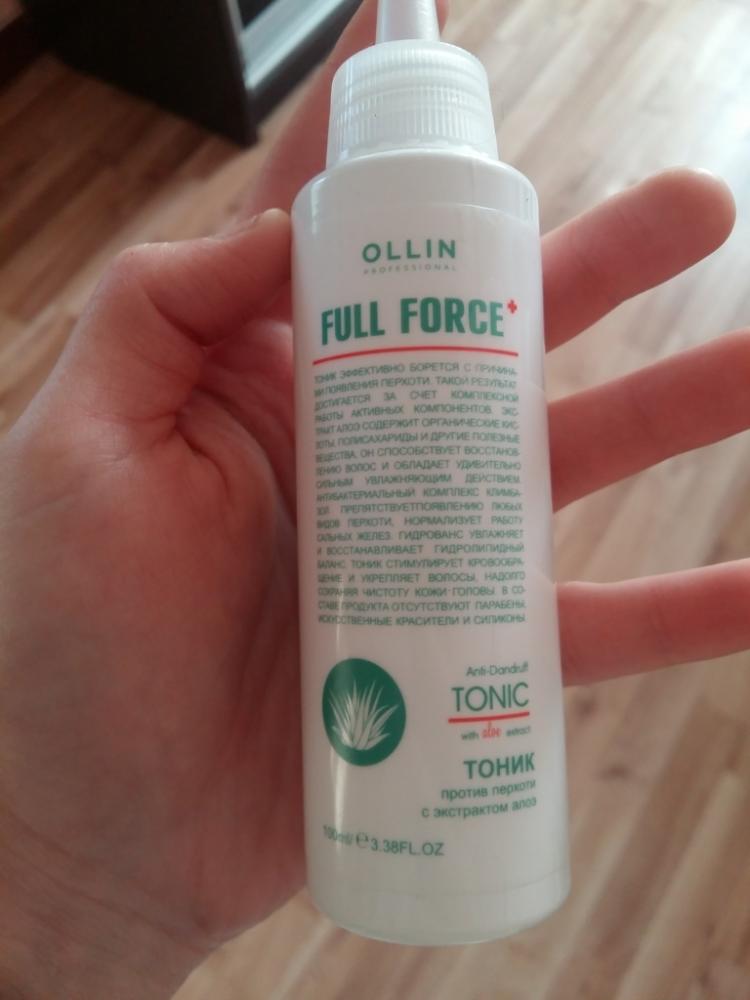 OLLIN
PROFESSIONAL
FULL FORCE+
ТОНИК ЭФФЕКТИВНО БОРЕТСЯ С ПРИЧИНА-
МИ ПОЯВЛЕНИЯ ПЕРХОТИ. ТАКОЙ РЕЗУЛЬТАТ
ДОСТИГАЕТСЯ ЗА СЧЕТ КОМПЛЕКСНОЙ
РАБОТЫ АКТИВНЫХ КОМПОНЕНТОВ. ЭКС-
ТРАКТ АЛОЭ СОДЕРЖИТ ОРГАНИЧЕСКИЕ КИС-
ЛОТЫ, ПОЛИСАХАРИДЫ И ДРУГИЕ ПОЛЕЗНЫЕ
ВЕЩЕСТВА, ОН СПОСОБСТВУЕТ ВОССТАНОВ-
ЛЕНИЮ ВОЛОС И ОБЛАДАЕТ УДИВИТЕЛЬНО
СИЛЬНЫМ УВЛАЖНЯЮЩИМ ДЕЙСТВИЕМ.
АНТИБАКТЕРИАЛЬНЫЙ КОМПЛЕКС КЛИМБА-
ЗОЛ ПРЕПЯТСТВУЕТПОЯВЛЕНИЮ ЛЮБЫХ
ВИДОВ ПЕРХОТИ, НОРМАЛИЗУЕТ РАБОТУ
САЛЬНЫХ ЖЕЛЕЗ. ГИДРОВАНС УВЛАЖНЯЕТ
И ВОССТАНАВЛИВАЕТ ГИДРОЛИПИДНЫЙ
БАЛАНС. ТОНИК СТИМУЛИРУЕТ КРОВООБРА-
ЩЕНИЕ И УКРЕПЛЯЕТ ВОЛОСЫ, НАДОЛГО
СОХРАНЯЯ ЧИСТОТУ КОЖИ ГОЛОВЫ. В СО-
СТАВЕ ПРОДУКТА ОТСУТСТВУЮТ ПАРАБЕНЫ,
ИСКУССТВЕННЫЕ КРАСИТЕЛИ И СИЛИКОНЫ.
Anti-Dandruff
TONIC
with aloe extract
ТОНИК
против перхоти
с экстрактом алоэ
100ml ℮ 3.38FL.OZ